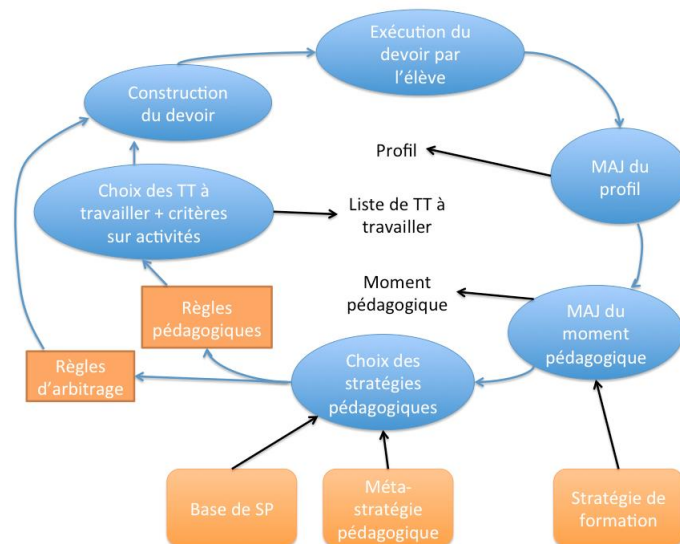 Exécution du
devoir par
l'élève
Construction
du devoir
Profil
MAJ du
profil
Choix des TT à
travailler + critères
sur activités
Liste de TT à
travailler
Moment
pédagogique
MAJ du
moment
pédagogique
Règles
pédagogiques
Choix des
stratégies
pédagogiques
Règles
d'arbitrage
Base de SP
Méta-
stratégie
pédagogique
Stratégie de
formation